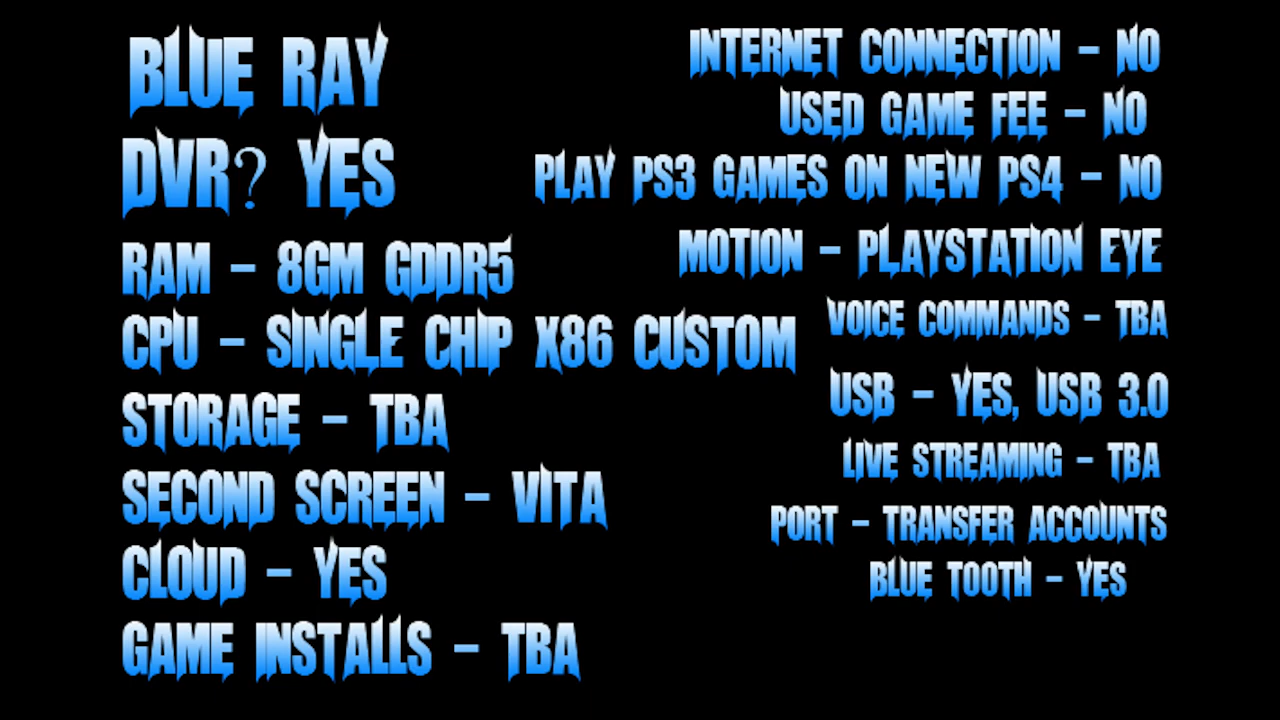 BLUE RAY
DVR? YES
RAM - 8GM GDDR5
CPU - SINGLE CHIP X86 CUSTOM
STORAGE - TBA
SECOND SCREEN - VITA
CLOUD - YES
GAME INSTALLS - TBA
INTERNET CONNECTION - NO
USED GAME FEE - NO
PLAY PS3 GAMES ON NEW PS4 - NO
MOTION - PLAYSTATION EYE
VOICE COMMANDS - TBA
USB - YES, USB 3.0
LIVE STREAMING - TBA
PORT - TRANSFER ACCOUNTS
BLUE TOOTH - YES